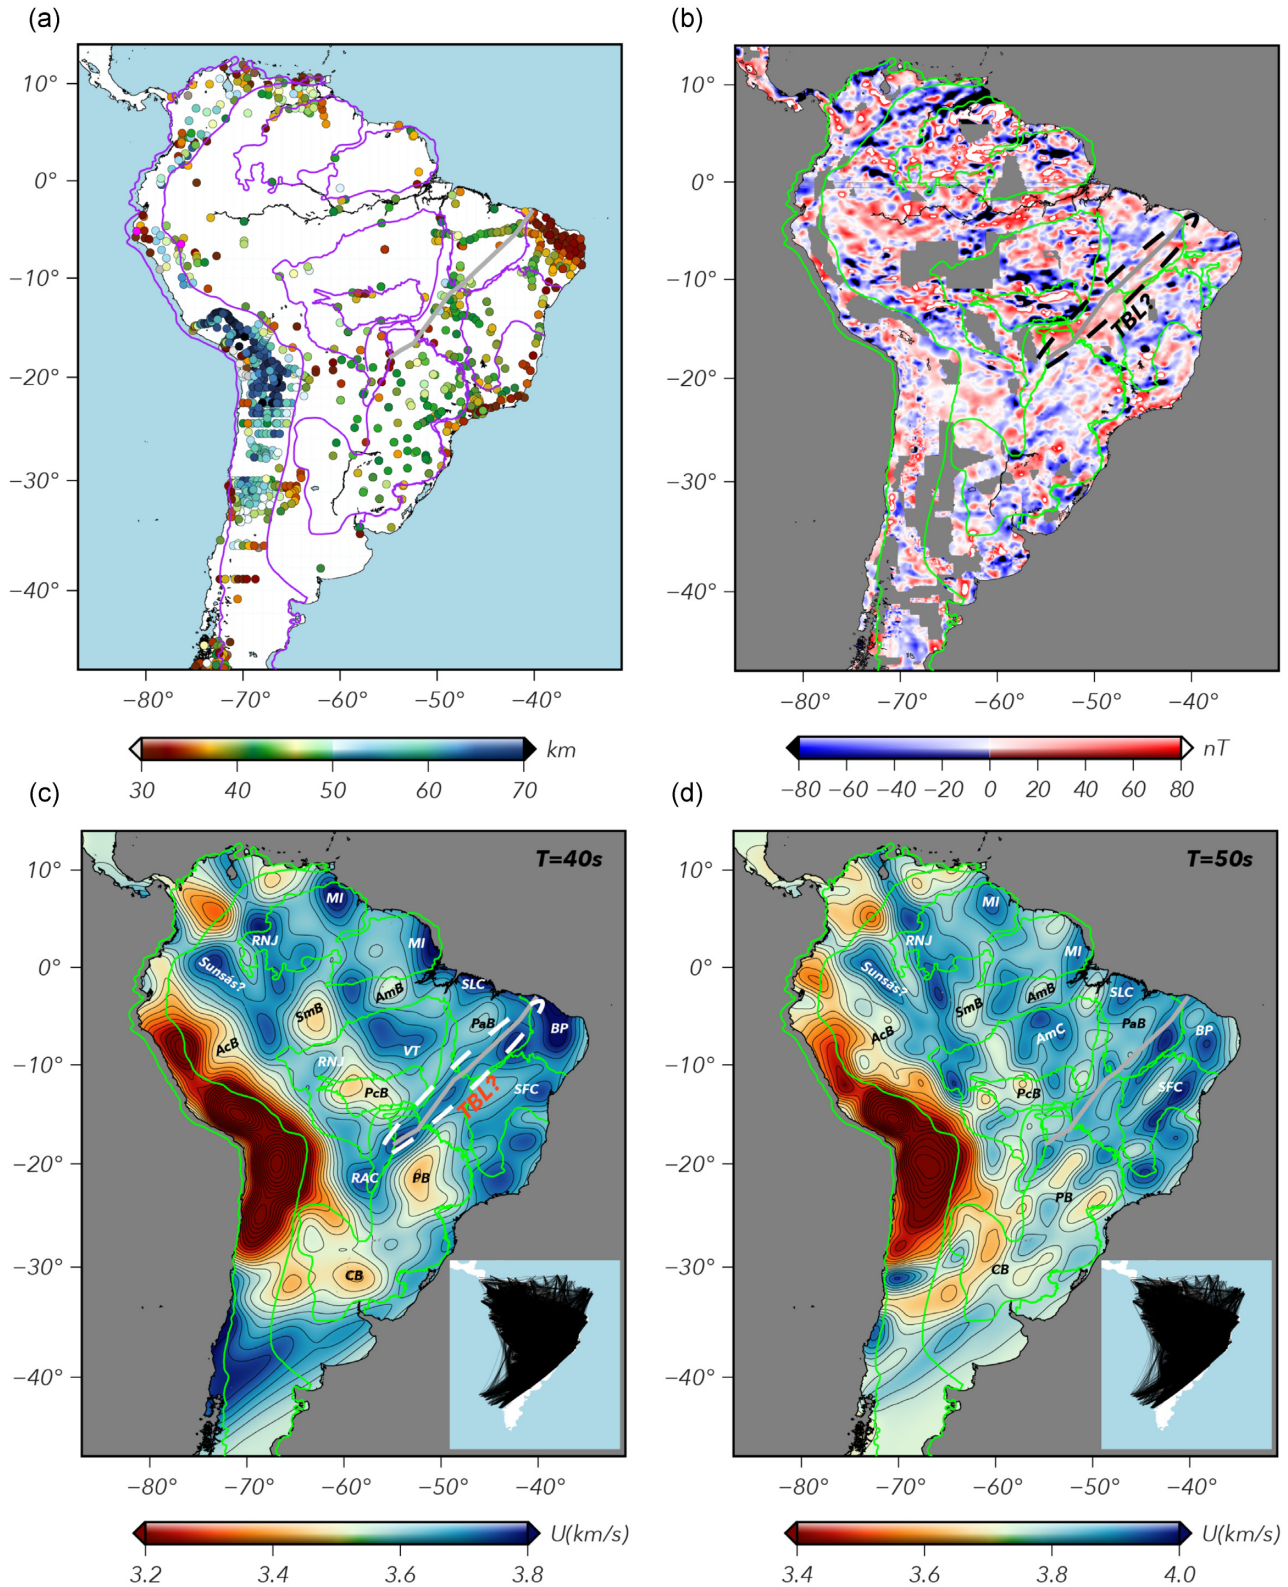 (a)
(b)
10°
0°
−10°
−20°
−30°
−40°
−80°
−70°
−60°
−50°
−40°
30
40
50
60
70
km
10°
0°
−10°
−20°
−30°
−40°
TBL?
−80°
−70°
−60°
−50°
−40°
−80
−60
−40
−20
0
20
40
60
80
nT
(c)
(d)
T=40s
10°
0°
−10°
−20°
−30°
−40°
MI
RNJ
MI
Sunsás?
SLC
AmB
SmB
PaB
BP
AcB
VT
RNJ
PcB
SFC
TBL?
RAC
PB
CB
−80°
−70°
−60°
−50°
−40°
3.2
3.4
3.6
3.8
U(km/s)
T=50s
10°
0°
−10°
−20°
−30°
−40°
MI
RNJ
MI
Sunsás?
SLC
AmB
SmB
PaB
BP
AcB
AmC
PcB
SFC
PB
CB
−80°
−70°
−60°
−50°
−40°
3.4
3.6
3.8
4.0
U(km/s)